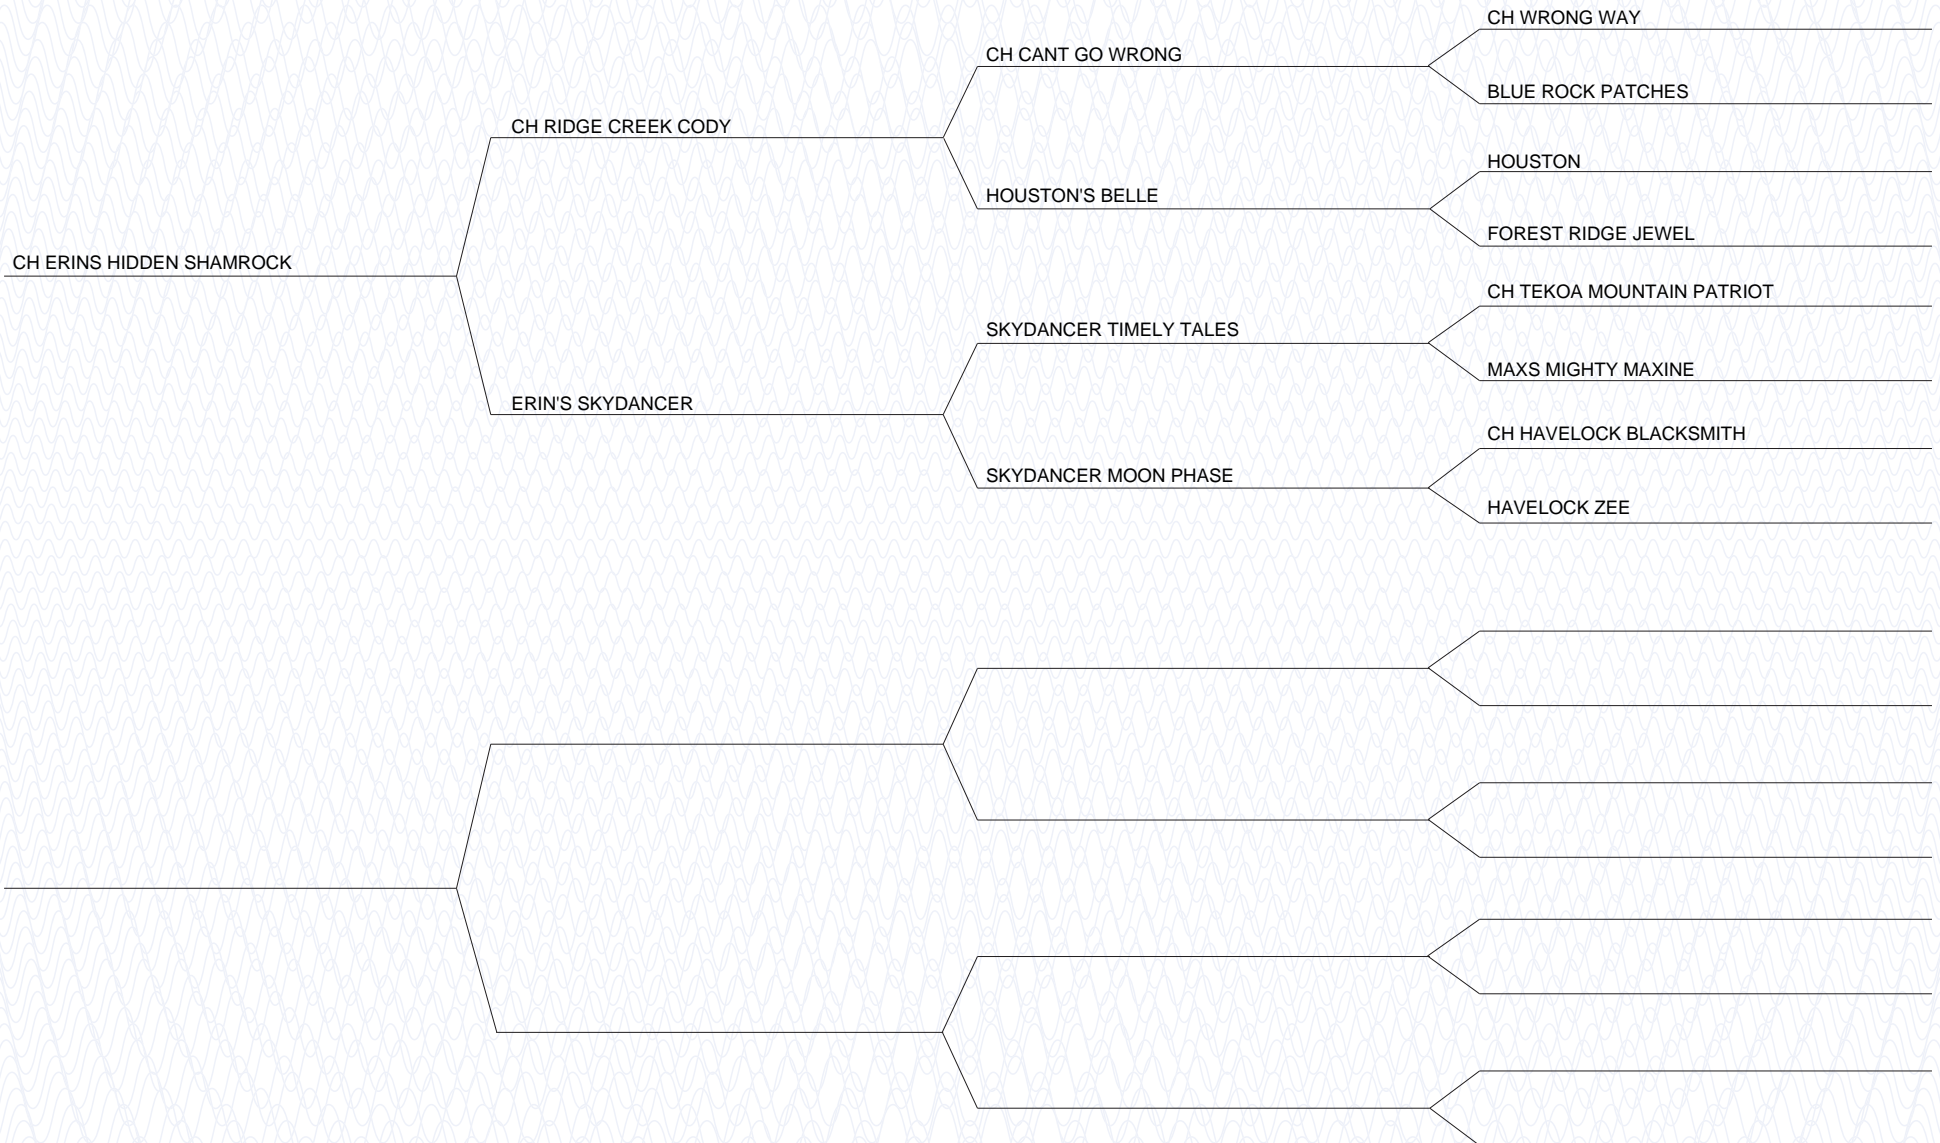 CH WRONG WAY
CH CANT GO WRONG
BLUE ROCK PATCHES
CH RIDGE CREEK CODY
HOUSTON
HOUSTON'S BELLE
FOREST RIDGE JEWEL
CH ERINS HIDDEN SHAMROCK
CH TEKOA MOUNTAIN PATRIOT
SKYDANCER TIMELY TALES
MAXS MIGHTY MAXINE
ERIN'S SKYDANCER
CH HAVELOCK BLACKSMITH
SKYDANCER MOON PHASE
HAVELOCK ZEE